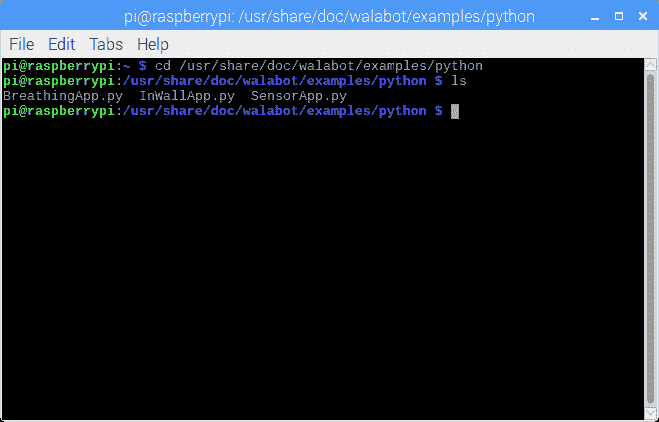 pi@raspberrypi: /usr/share/doc/walabot/examples/python
File Edit Tabs Help
pi@raspberrypi:~ $ cd /usr/share/doc/walabot/examples/python
pi@raspberrypi:/usr/share/doc/walabot/examples/python $ ls
BreathingApp.py  InWallApp.py  SensorApp.py
pi@raspberrypi:/usr/share/doc/walabot/examples/python $